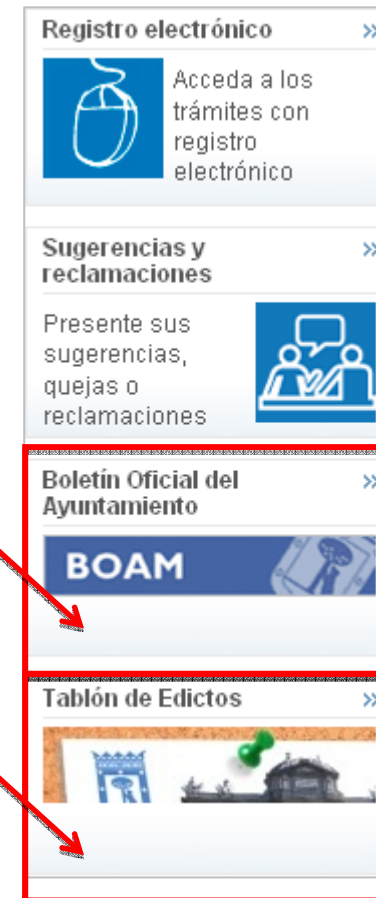 Registro electrónico »
Acceda a los
trámites con
registro
electrónico
Sugerencias y »
reclamaciones
Presente sus
sugerencias,
quejas o
reclamaciones
Boletín Oficial del »
Ayuntamiento
BOAM
Tablón de Edictos »